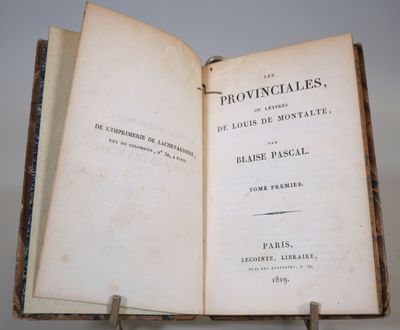 DE L'IMPRIMERIE DE LACHEVARDIERE,
RUE DU COLOMBIER, N° 30, A PARIS.
LES
PROVINCIALES,
OU LETTRES
DE LOUIS DE MONTALTE,
PAR
BLAISE PASCAL.
TOME PREMIER.
PARIS,
LECOINTE, LIBRAIRE,
QUAI DES AUGUSTINS, N. 49.
1829.